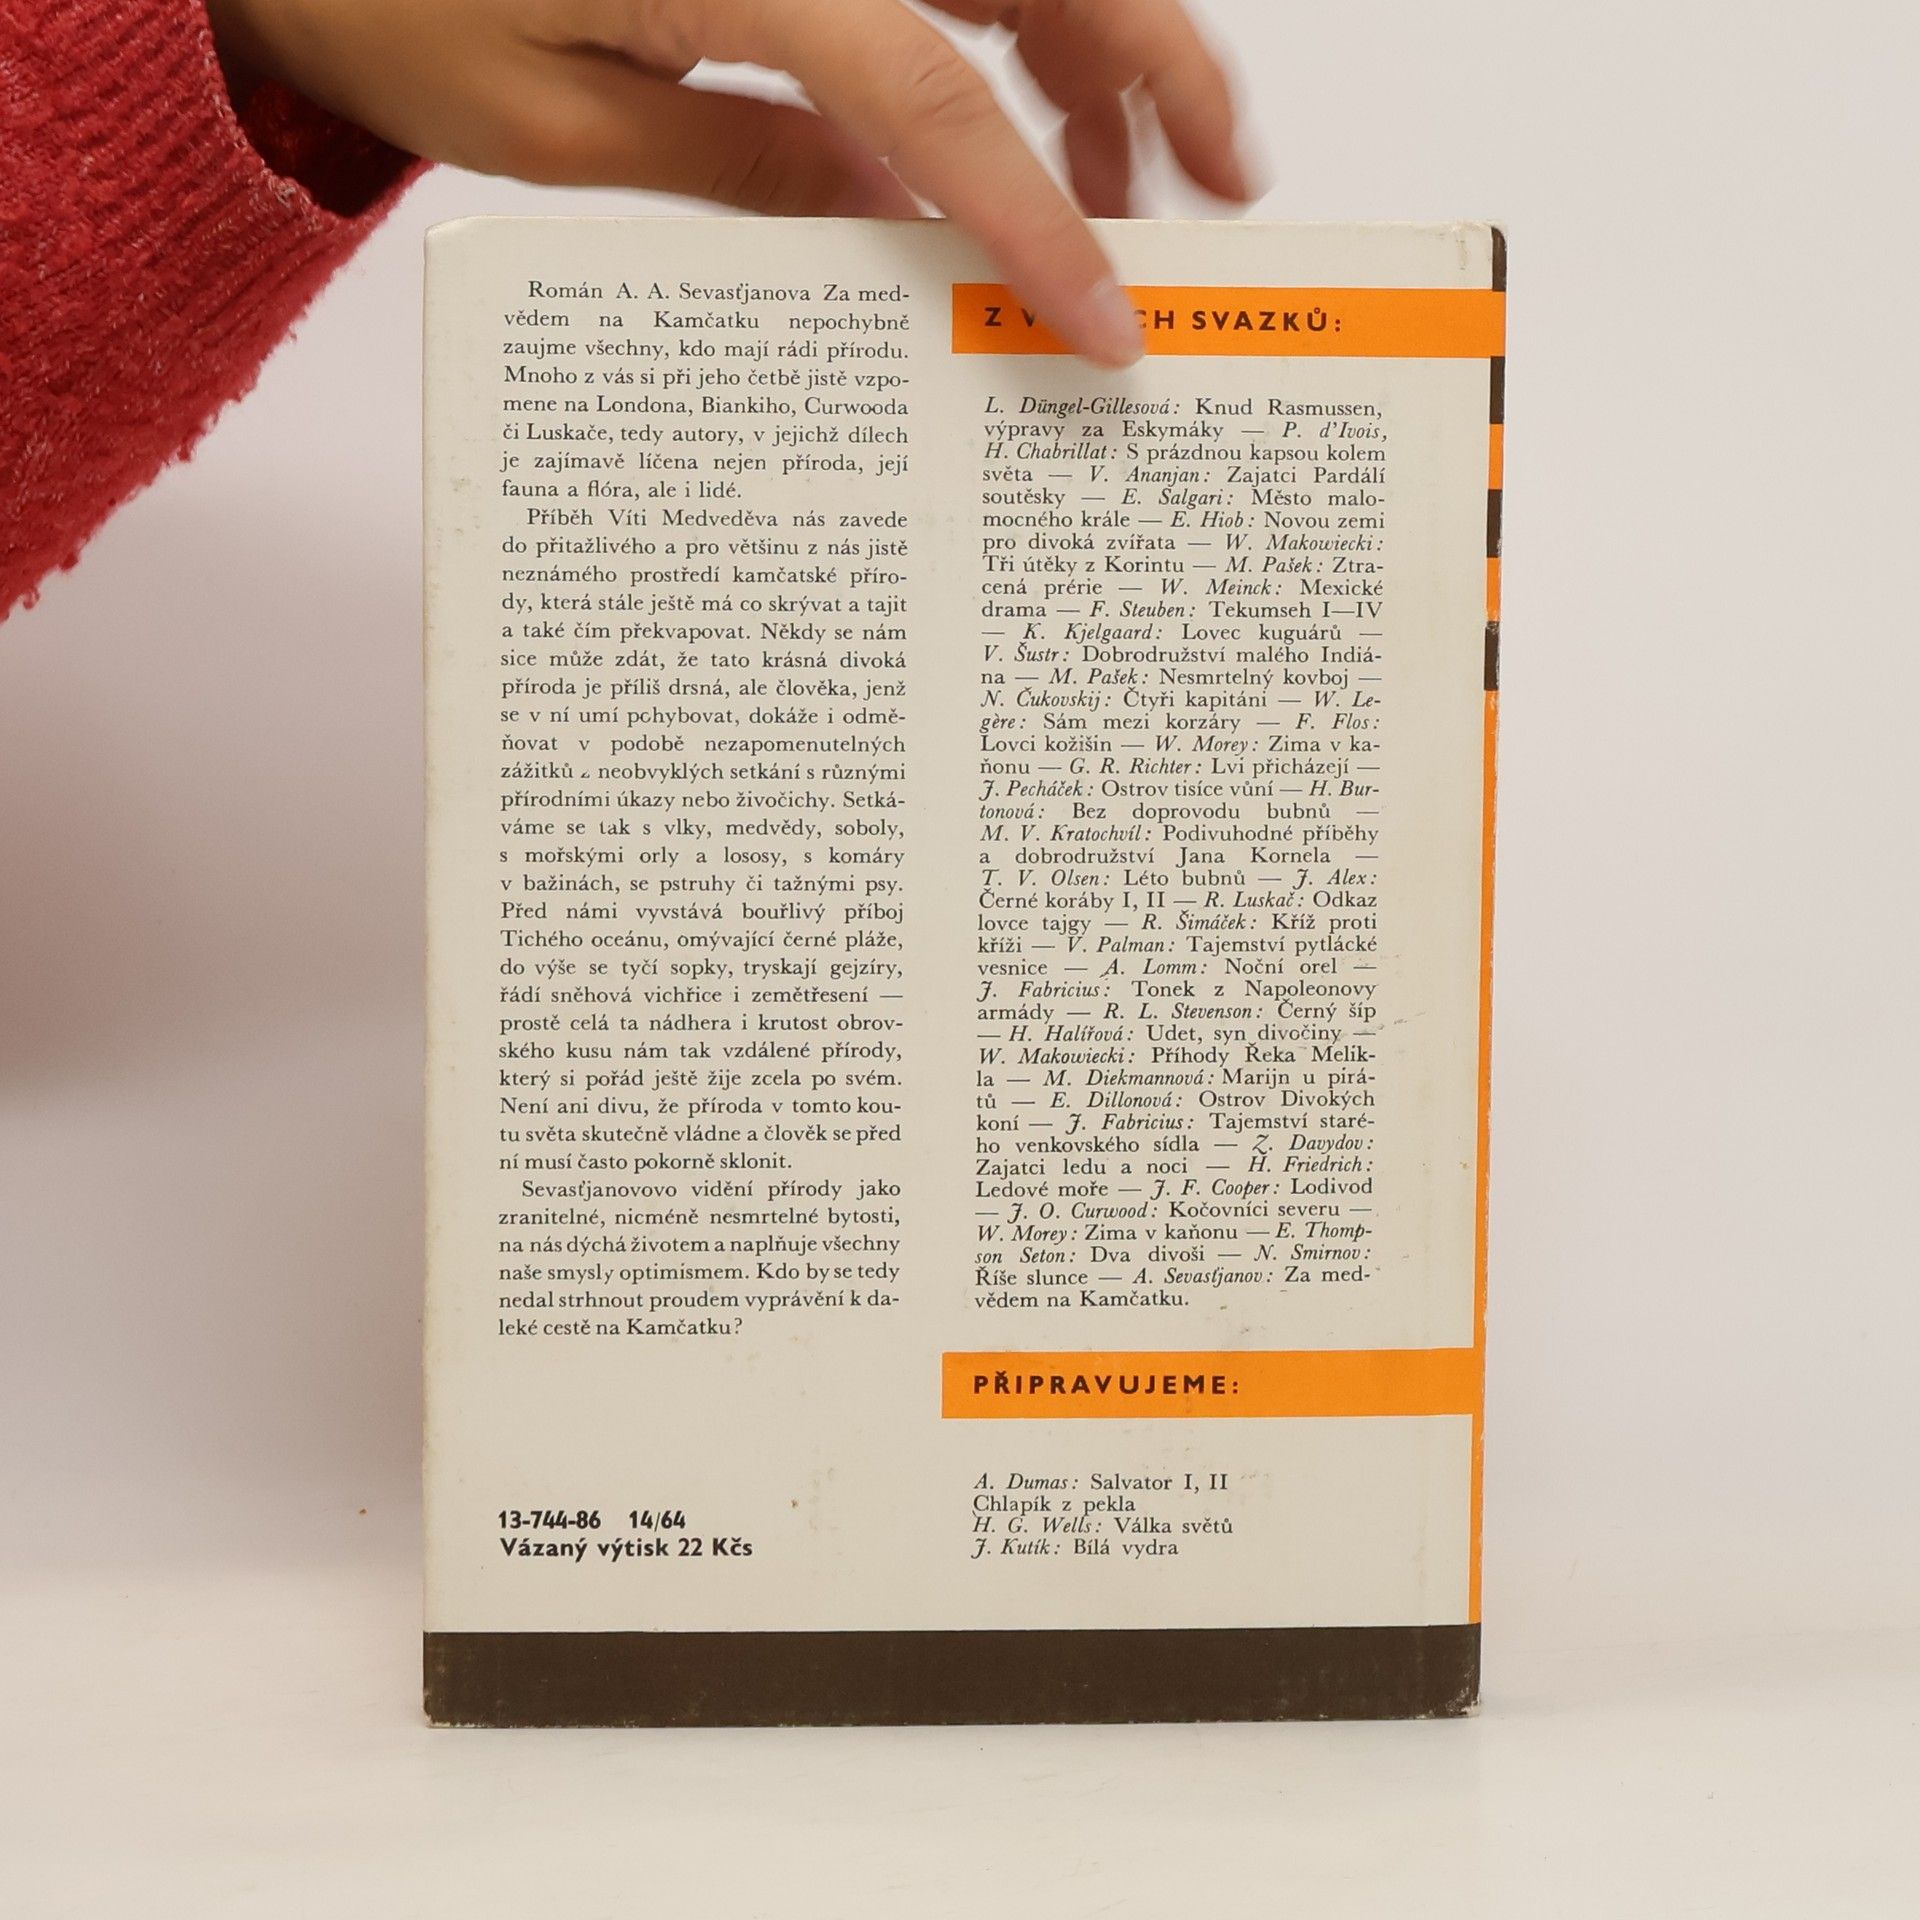 Román A. A. Sevasťjanova Za med-
vědem na Kamčatku nepochybně
zaujme všechny, kdo mají rádi přírodu.
Mnoho z vás si při jeho četbě jistě vzpo-
mene na Londona, Biankiho, Curwooda
či Luskače, tedy autory, v jejichž dílech
je zajímavě líčena nejen příroda, její
fauna a flóra, ale i lidé.
Příběh Víti Medveděva nás zavede
do přitažlivého a pro většinu z nás jistě
neznámého prostředí kamčatské příro-
dy, která stále ještě má co skrývat a tajit
a také čím překvapovat. Někdy se nám
sice může zdát, že tato krásná divoká
příroda je příliš drsná, ale člověka, jenž
se v ní umí pohybovat, dokáže i odmě-
ňovat v podobě nezapomenutelných
zážitků z neobvyklých setkání s různými
přírodními úkazy nebo živočichy. Setká-
váme se tak s vlky, medvědy, soboly,
s mořskými orly a lososy, s komáry
v bažinách, se pstruhy či tažnými psy.
Před námi vyvstává bouřlivý příboj
Tichého oceánu, omývající černé pláže,
do výše se tyčí sopky, tryskají gejzíry,
řádí sněhová vichřice i zemětřesení —
prostě celá ta nádhera i krutost obrov-
ského kusu nám tak vzdálené přírody,
který si pořád ještě žije zcela po svém.
Není ani divu, že příroda v tomto kou-
tu světa skutečně vládne a člověk se před
ní musí často pokorně sklonit.
Sevasťjanovovo vidění přírody jako
zranitelné, nicméně nesmrtelné bytosti,
na nás dýchá životem a naplňuje všechny
naše smysly optimismem. Kdo by se tedy
nedal strhnout proudem vyprávění k da-
leké cestě na Kamčatku?
13-744-86 14/64
Vázaný výtisk 22 Kčs
Z SVAZKŮ:
L. Düngel-Gillesová: Knud Rasmussen,
výpravy za Eskymáky — P. d'Ivois,
H. Chabrillat: S prázdnou kapsou kolem
světa — V. Ananjan: Zajatci Pardálí
soutěsky — E. Salgari: Město malo-
mocného krále — E. Hiob: Novou zemi
pro divoká zvířata — W. Makowiecki:
Tři útěky z Korintu — M. Pašek: Ztra-
cená prérie — W. Meinck: Mexické
drama — F. Steuben: Tekumseh I—IV
— K. Kjelgaard: Lovec kuguárů —
V. Šustr: Dobrodružství malého Indiá-
na — M. Pašek: Nesmrtelný kovboj —
N. Čukovskij: Čtyři kapitáni — W. Le-
gère: Sám mezi korzáry — F. Flos:
Lovci kožišin — W. Morey: Zima v ka-
ňonu — G. R. Richter: Lvi přicházejí —
J. Pecháček: Ostrov tisíce vůní — H. Bur-
tonová: Bez doprovodu bubnů —
M. V. Kratochvíl: Podivuhodné příběhy
a dobrodružství Jana Kornela —
T. V. Olsen: Léto bubnů — J. Alex:
Černé koráby I, II — R. Luskač: Odkaz
lovce tajgy — R. Šimáček: Kříž proti
kříži — V. Palman: Tajemství pytlácké
vesnice — A. Lomm: Noční orel —
J. Fabricius: Tonek z Napoleonovy
armády — R. L. Stevenson: Černý šíp
— H. Halířová: Udet, syn divočiny —
W. Makowiecki: Příhody Řeka Melik-
la — M. Diekmannová: Marijn u pirá-
tů — E. Dillonová: Ostrov Divokých
koní — J. Fabricius: Tajemství staré-
ho venkovského sídla — Z. Davydov:
Zajatci ledu a noci — H. Friedrich:
Ledové moře — J. F. Cooper: Lodivod
— J. O. Curwood: Kočovníci severu —
W. Morey: Zima v kaňonu — E. Thomp-
son Seton: Dva divoši — N. Smirnov:
Říše slunce — A. Sevasťjanov: Za med-
vědem na Kamčatku.
PŘIPRAVUJEME:
A. Dumas: Salvator I, II
Chlapík z pekla
H. G. Wells: Válka světů
J. Kutík: Bílá vydra